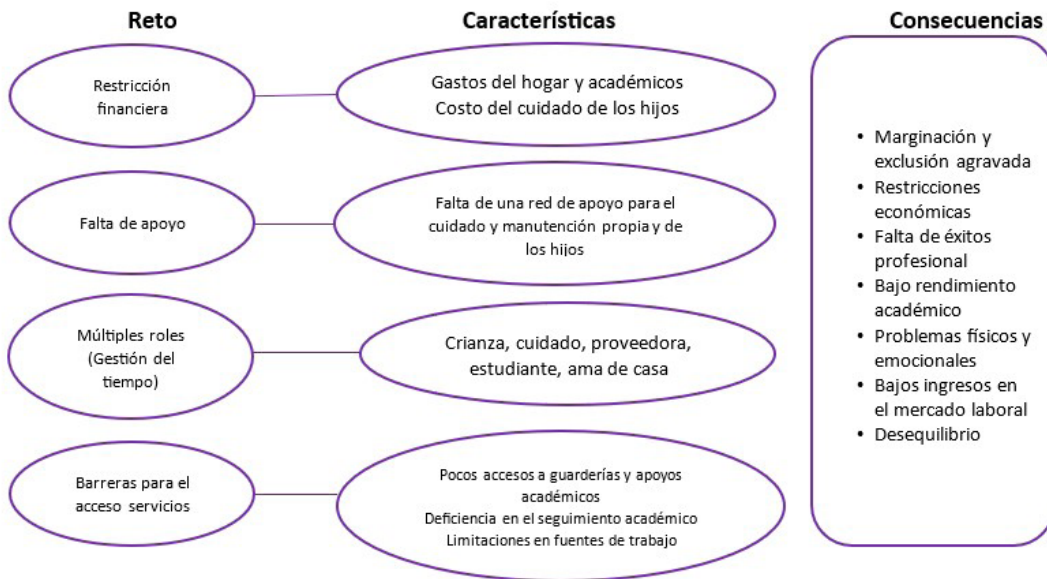 Reto
Características
Consecuencias
Restricción
financiera
Gastos del hogar y académicos
Costo del cuidado de los hijos
Falta de apoyo
Falta de una red de apoyo para el
cuidado y manutención propia y de
los hijos
Múltiples roles
(Gestión del
tiempo)
Crianza, cuidado, proveedora,
estudiante, ama de casa
Barreras para el
acceso servicios
Pocos accesos a guarderías y apoyos
académicos
Deficiencia en el seguimiento académico
Limitaciones en fuentes de trabajo
• Marginación y
exclusión agravada
• Restricciones
económicas
• Falta de éxitos
profesional
• Bajo rendimiento
académico
• Problemas físicos y
emocionales
• Bajos ingresos en
el mercado laboral
• Desequilibrio